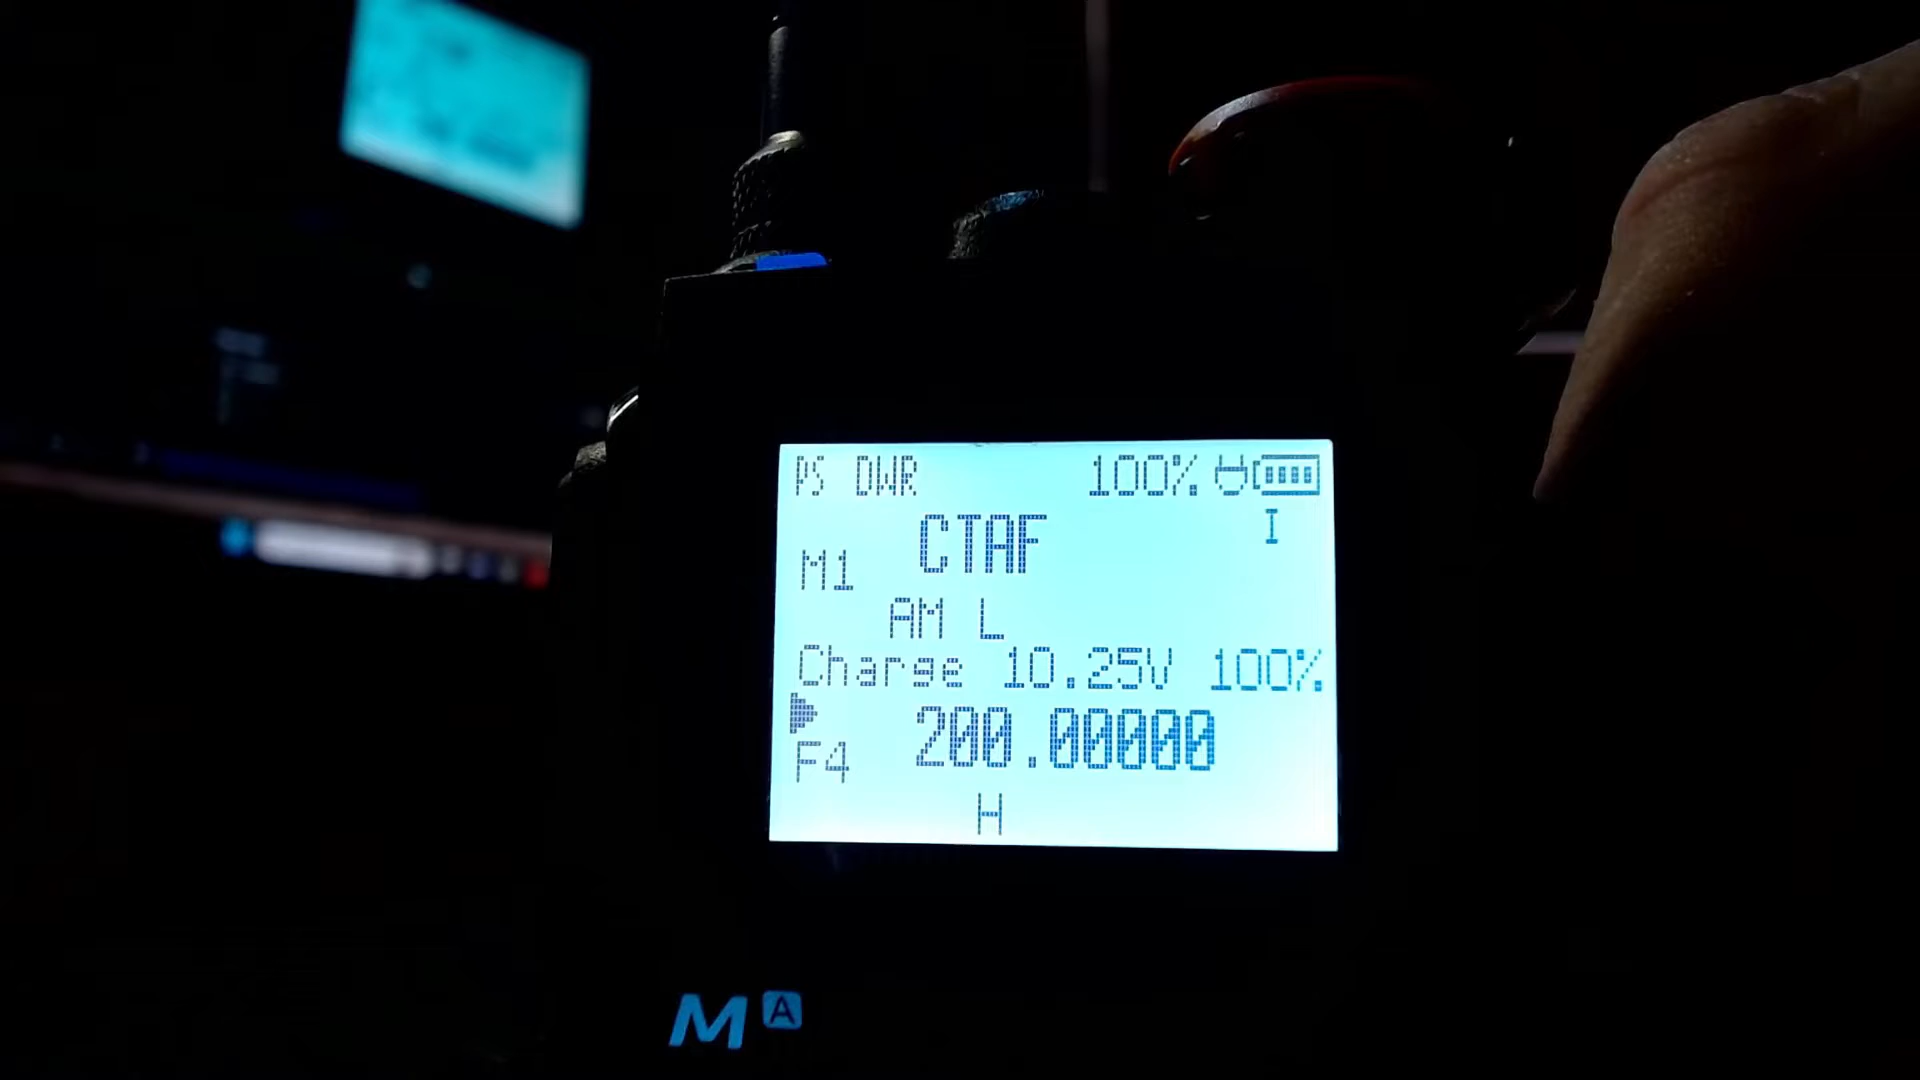 PS DWR 100%
I
CTAF
M1
AM L
Charge 10.25V 100%
200.00000
F4
H
M A